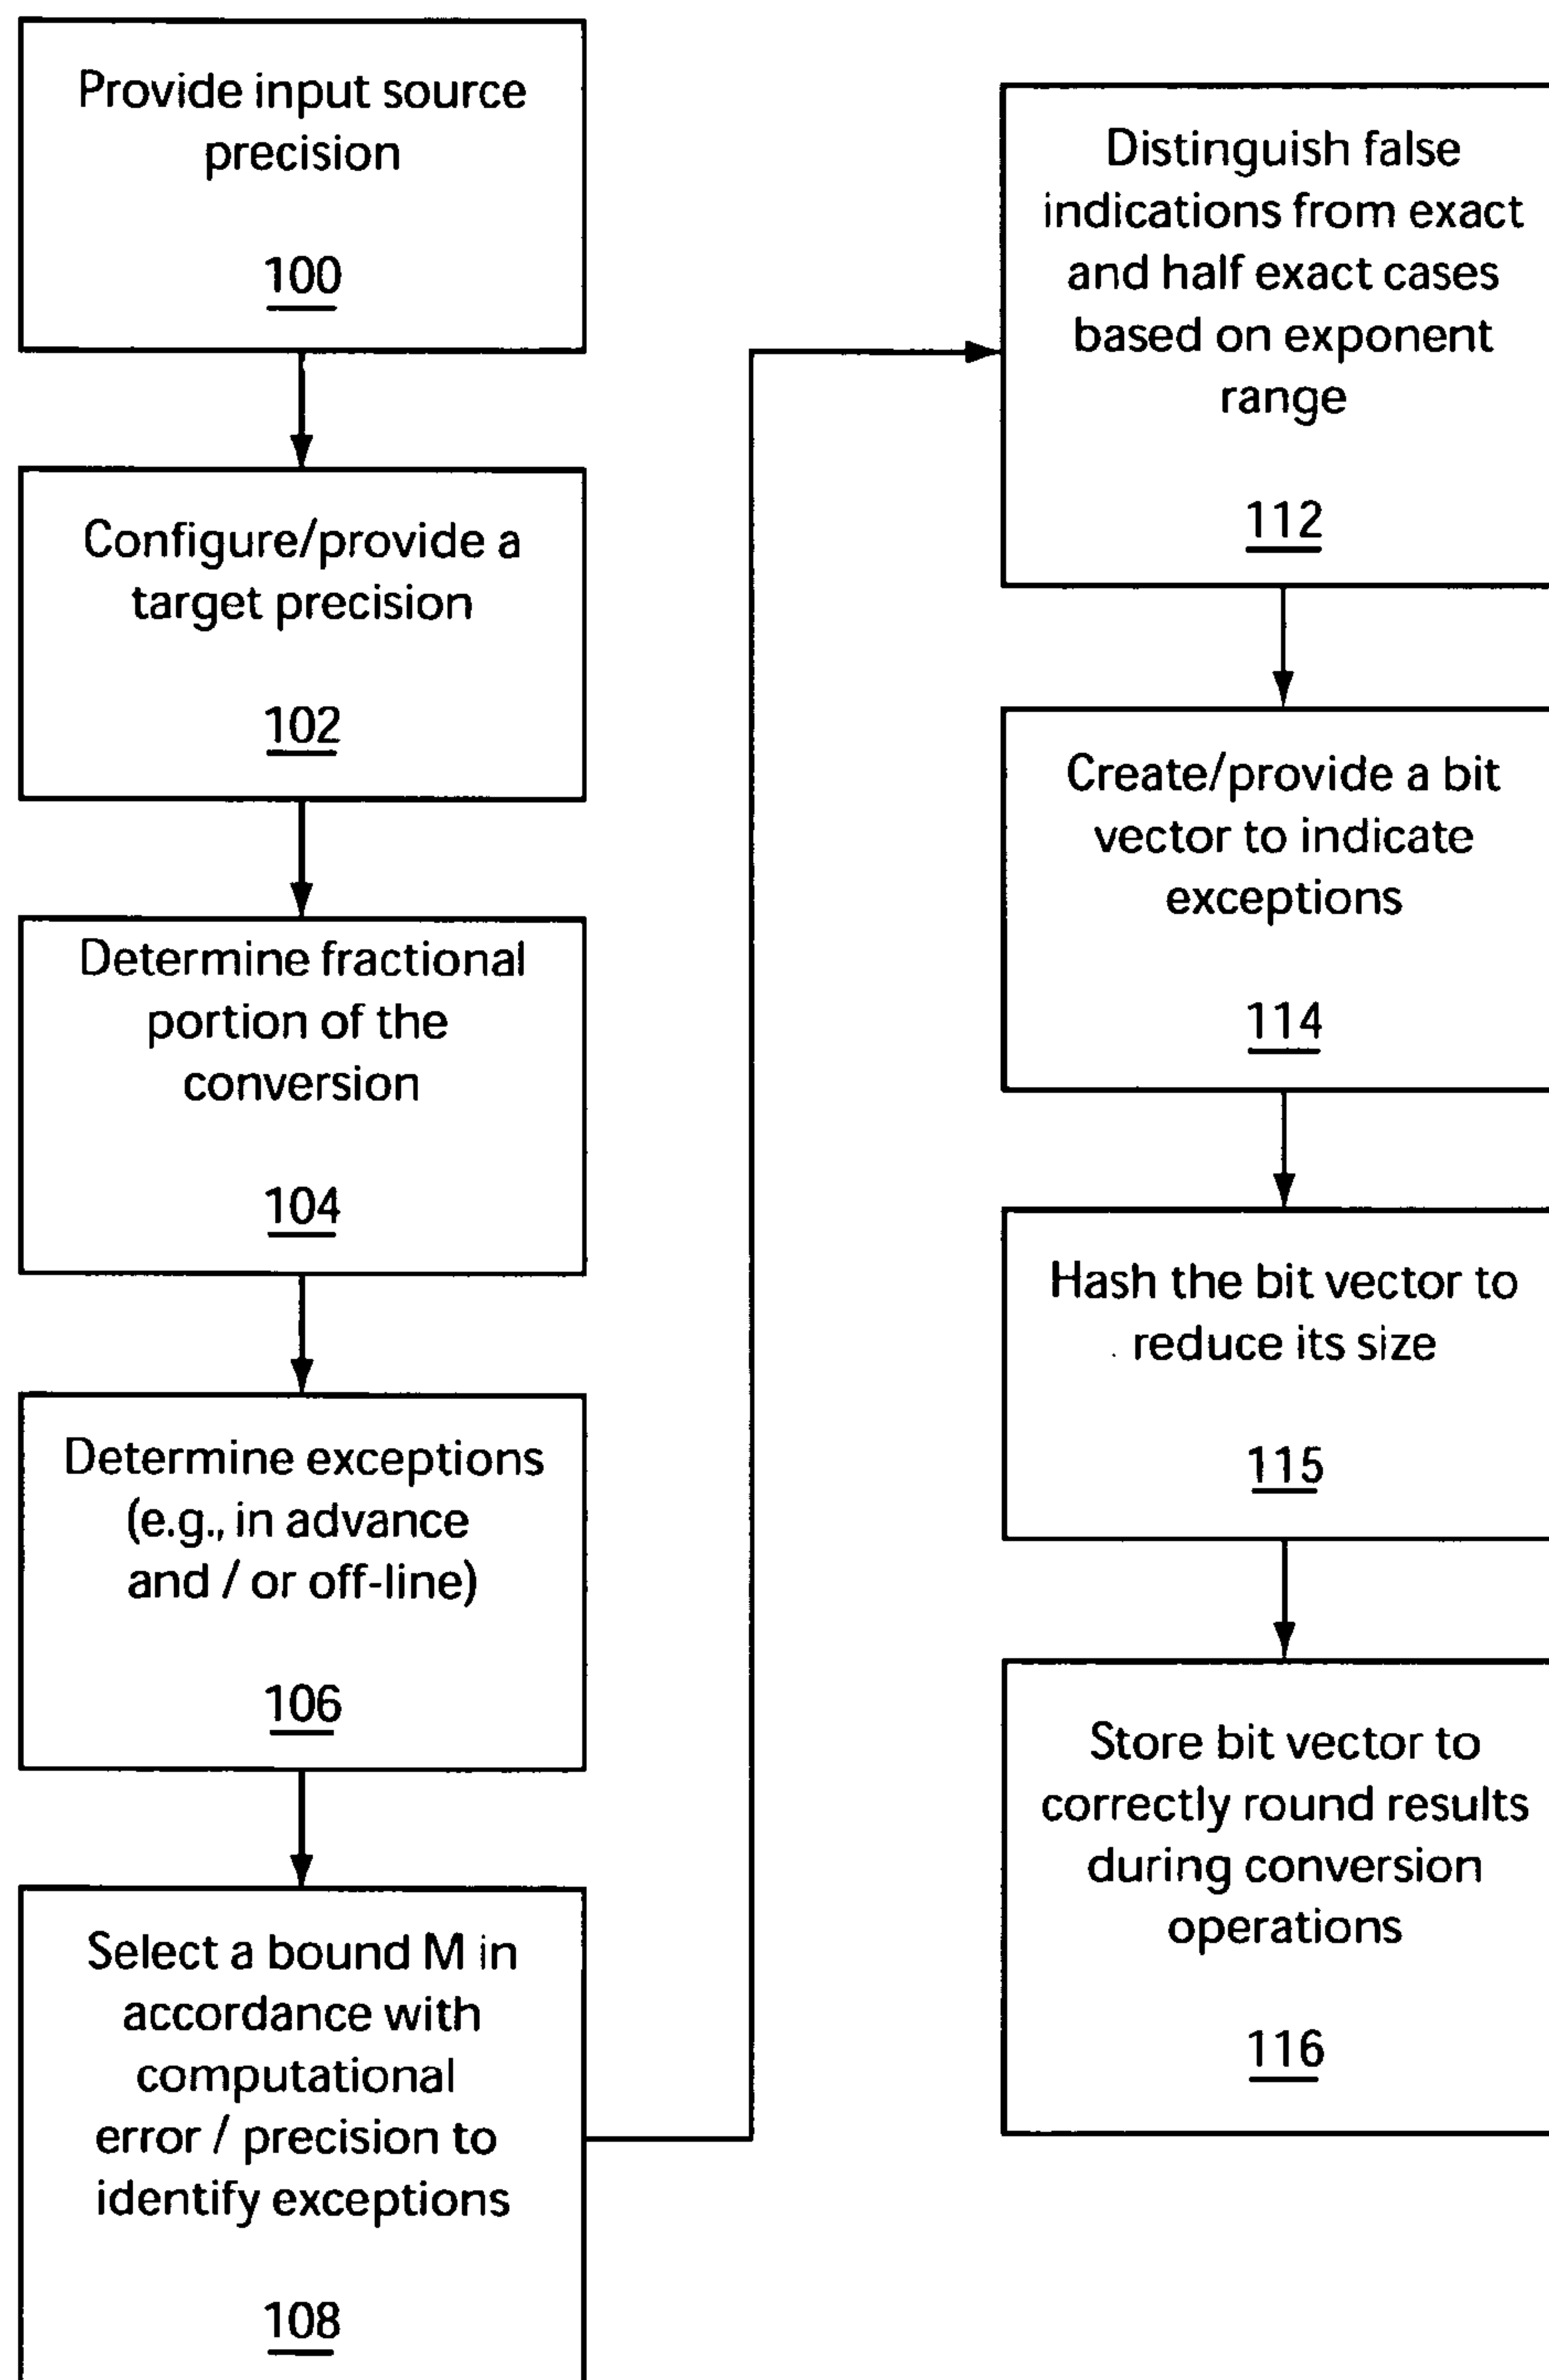 Provide input source
precision
100
Configure/provide a
target precision
102
Determine fractional
portion of the
conversion
104
Determine exceptions
(e.g., in advance
and / or off-line)
106
Select a bound M in
accordance with
computational
error / precision to
identify exceptions
108
Distinguish false
indications from exact
and half exact cases
based on exponent
range
112
Create/provide a bit
vector to indicate
exceptions
114
Hash the bit vector to
reduce its size
115
Store bit vector to
correctly round results
during conversion
operations
116